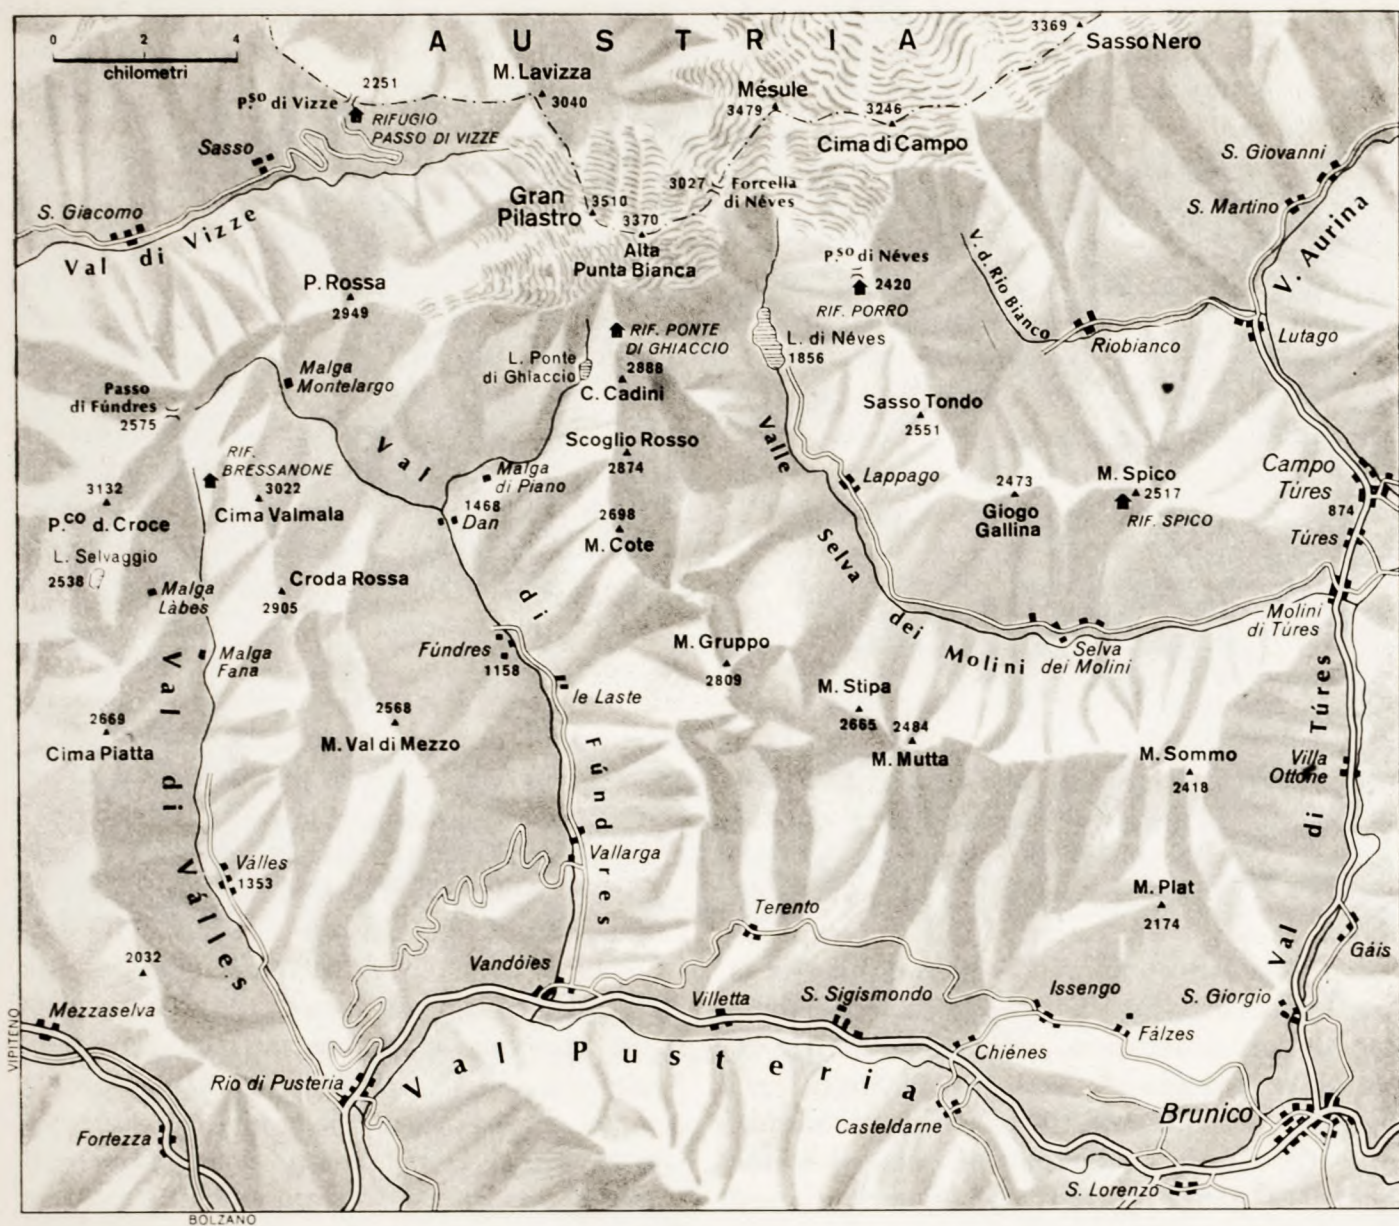 0 2 4
chilometri
AUSTRIA
3369
Sasso Nero
2251
P.so di Vizze
RIFUGIO
PASSO DI VIZZE
M. Lavizza
3040
Mésule
3479
3246
Cima di Campo
Sasso
S. Giovanni
S. Martino
V. Aurina
S. Giacomo
Val di Vizze
Gran
Pilastro
3510
3370
Alta
Punta Bianca
3027
Forcella
di Néves
P.so di Néves
2420
RIF. PORRO
V. d. Rio Bianco
P. Rossa
2949
RIF. PONTE
DI GHIACCIO
L. Ponte
di Ghiaccio
2888
C. Cadini
L. di Néves
1856
Riobianco
Lutago
Malga
Montelargo
Passo
di Fúndres
2575
Sasso Tondo
2551
Scoglio Rosso
2874
RIF.
BRESSANONE
3022
Cima Valmala
3132
P.co d. Croce
Malga
di Piano
1468
Dan
Lappago
2473
Giogo
Gallina
M. Spico
2517
RIF. SPICO
Campo
Túres
874
Túres
2698
M. Cote
L. Selvaggio
2538
Malga
Làbes
Croda Rossa
2905
Valle Selva dei Molini
Molini
di Túres
Selva
dei Molini
Malga
Fana
Fúndres
1158
le Laste
M. Gruppo
2809
M. Stipa
2665
2484
M. Mutta
2669
Cima Piatta
2568
M. Val di Mezzo
M. Sommo
2418
Villa
Ottone
Val di Fúndres
Val di Válles
Val di Túres
Válles
1353
Vallarga
M. Plat
2174
Terento
Gáis
2032
Vandóies
Villetta
S. Sigismondo
Issengo
S. Giorgio
Fálzes
Mezzaselva
VIPITENO
Val Pusteria
Chiénes
Rio di Pusteria
Casteldarne
Brunico
Fortezza
S. Lorenzo
BOLZANO